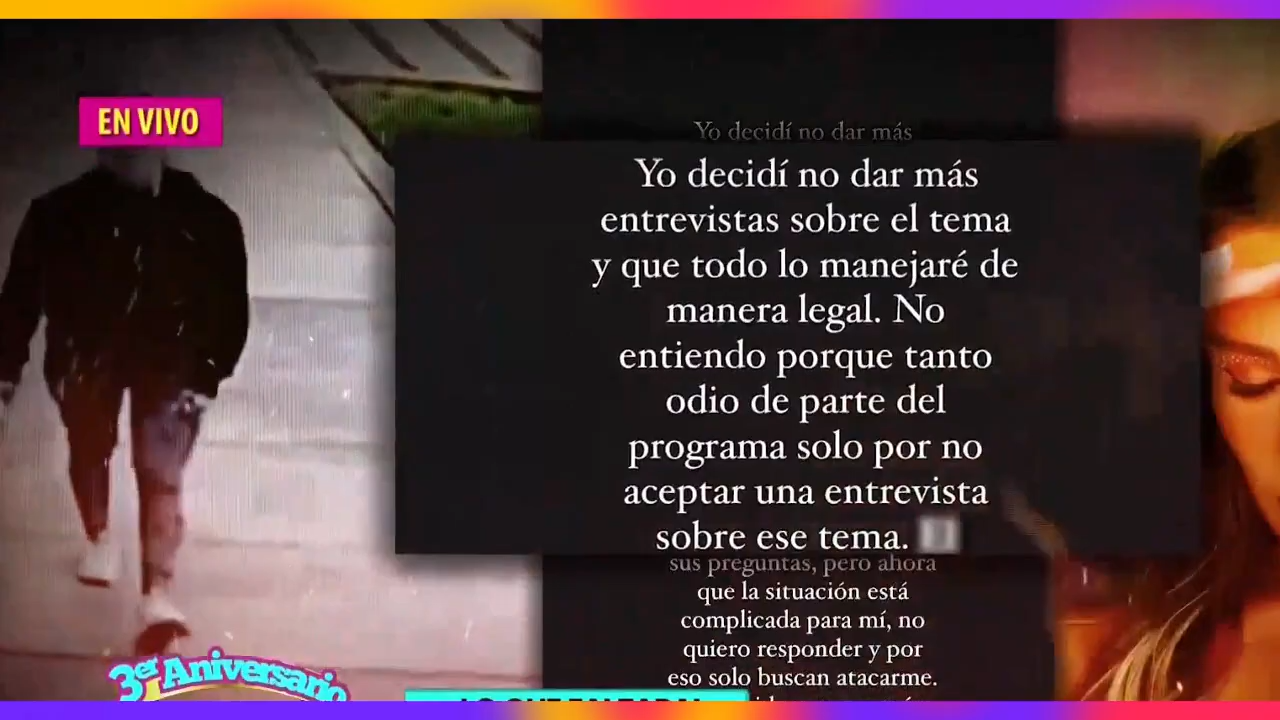 EN VIVO
Yo decidí no dar más
Yo decidí no dar más
entrevistas sobre el tema
y que todo lo manejaré de
manera legal. No
entiendo porque tanto
odio de parte del
programa solo por no
aceptar una entrevista
sobre ese tema.
sus preguntas, pero ahora
que la situación está
complicada para mí, no
quiero responder y por
eso solo buscan atacarme.
3er Aniversario